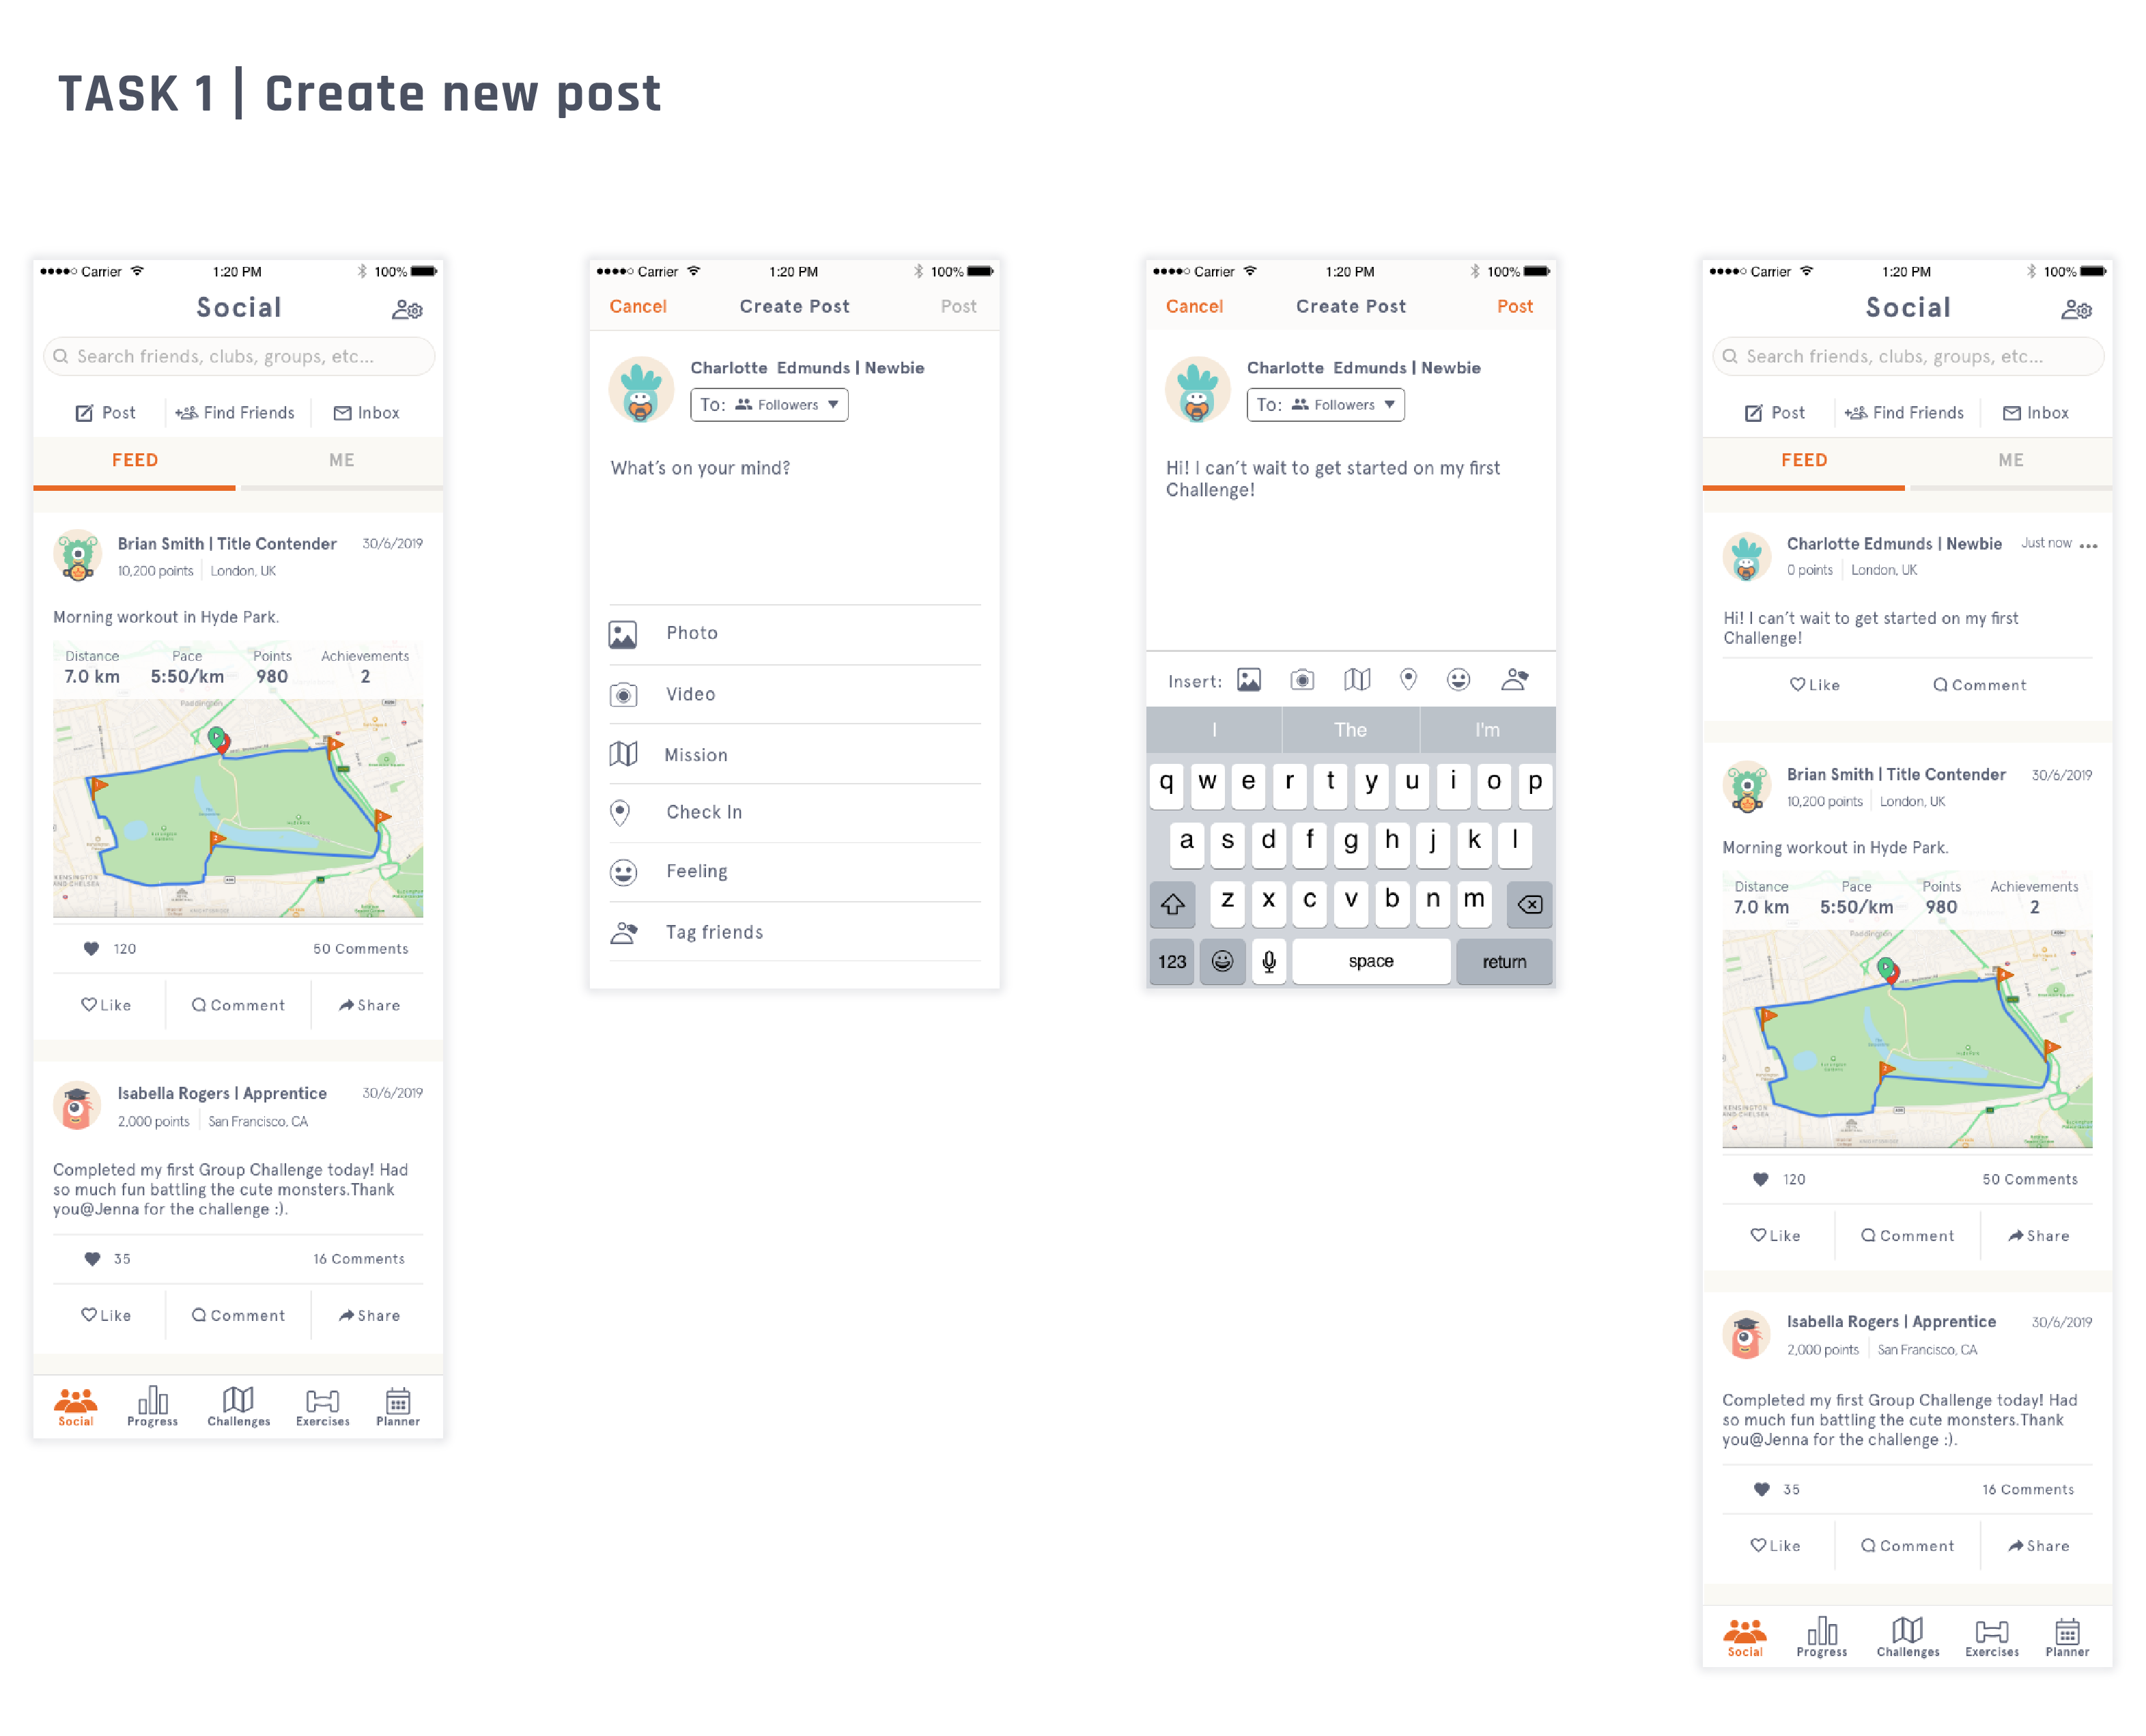 TASK 1 | Create new post
Carrier 1:20 PM 100%
Social
Search friends, clubs, groups, etc...
Post Find Friends Inbox
FEED ME
Brian Smith | Title Contender 30/6/2019
10,200 points London, UK
Morning workout in Hyde Park.
Distance Pace Points Achievements
7.0 km 5:50/km 980 2
Paddington
KENSINGTON
AND CHELSEA
120 50 Comments
Like Comment Share
Isabella Rogers | Apprentice 30/6/2019
2,000 points San Francisco, CA
Completed my first Group Challenge today! Had
so much fun battling the cute monsters.Thank
you@Jenna for the challenge :).
35 16 Comments
Like Comment Share
Social Progress Challenges Exercises Planner
Carrier 1:20 PM 100%
Cancel Create Post Post
Charlotte Edmunds | Newbie
To: Followers
What's on your mind?
Photo
Video
Mission
Check In
Feeling
Tag friends
Carrier 1:20 PM 100%
Cancel Create Post Post
Charlotte Edmunds | Newbie
To: Followers
Hi! I can't wait to get started on my first
Challenge!
Insert:
I The I'm
q w e r t y u i o p
a s d f g h j k l
z x c v b n m
123 space return
Carrier 1:20 PM 100%
Social
Search friends, clubs, groups, etc...
Post Find Friends Inbox
FEED ME
Charlotte Edmunds | Newbie Just now
0 points London, UK
Hi! I can't wait to get started on my first
Challenge!
Like Comment
Brian Smith | Title Contender 30/6/2019
10,200 points London, UK
Morning workout in Hyde Park.
Distance Pace Points Achievements
7.0 km 5:50/km 980 2
Paddington
KENSINGTON
AND CHELSEA
120 50 Comments
Like Comment Share
Isabella Rogers | Apprentice 30/6/2019
2,000 points San Francisco, CA
Completed my first Group Challenge today! Had
so much fun battling the cute monsters.Thank
you@Jenna for the challenge :).
35 16 Comments
Like Comment Share
Social Progress Challenges Exercises Planner